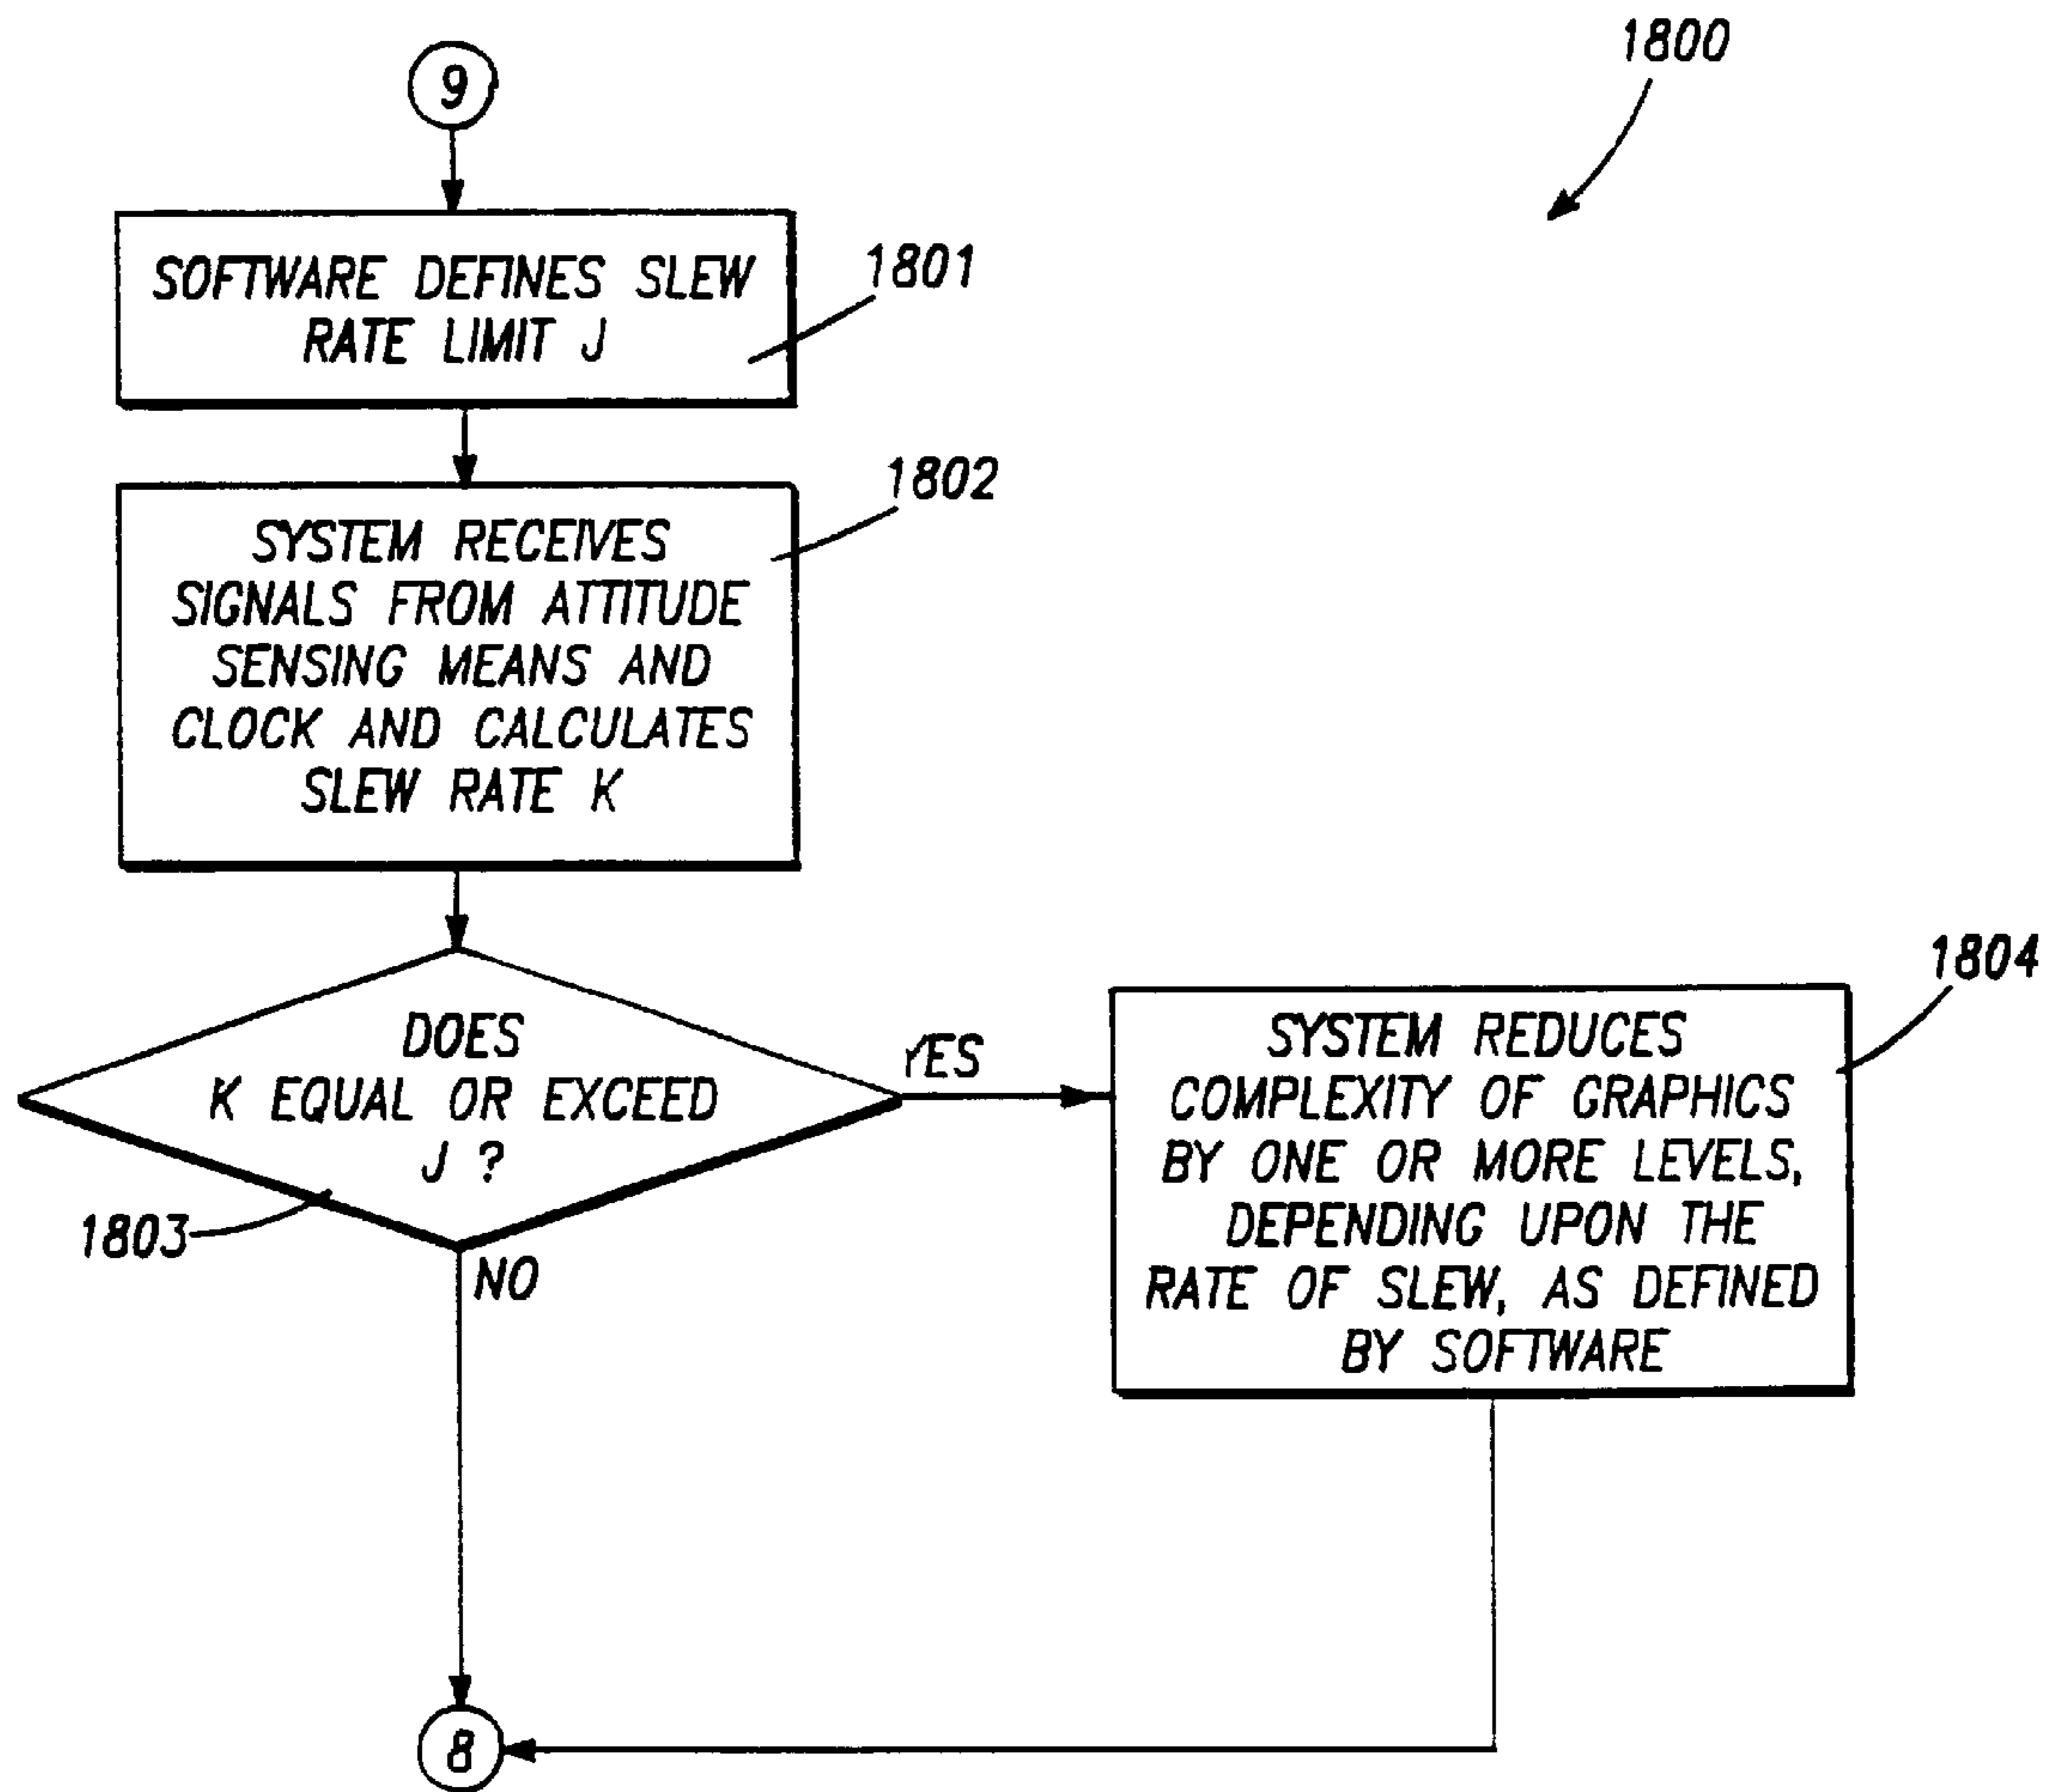 9
1800
SOFTWARE DEFINES SLEW
RATE LIMIT J
1801
SYSTEM RECEIVES
SIGNALS FROM ATTITUDE
SENSING MEANS AND
CLOCK AND CALCULATES
SLEW RATE K
1802
DOES
K EQUAL OR EXCEED
J ?
1803
YES
NO
SYSTEM REDUCES
COMPLEXITY OF GRAPHICS
BY ONE OR MORE LEVELS,
DEPENDING UPON THE
RATE OF SLEW, AS DEFINED
BY SOFTWARE
1804
8